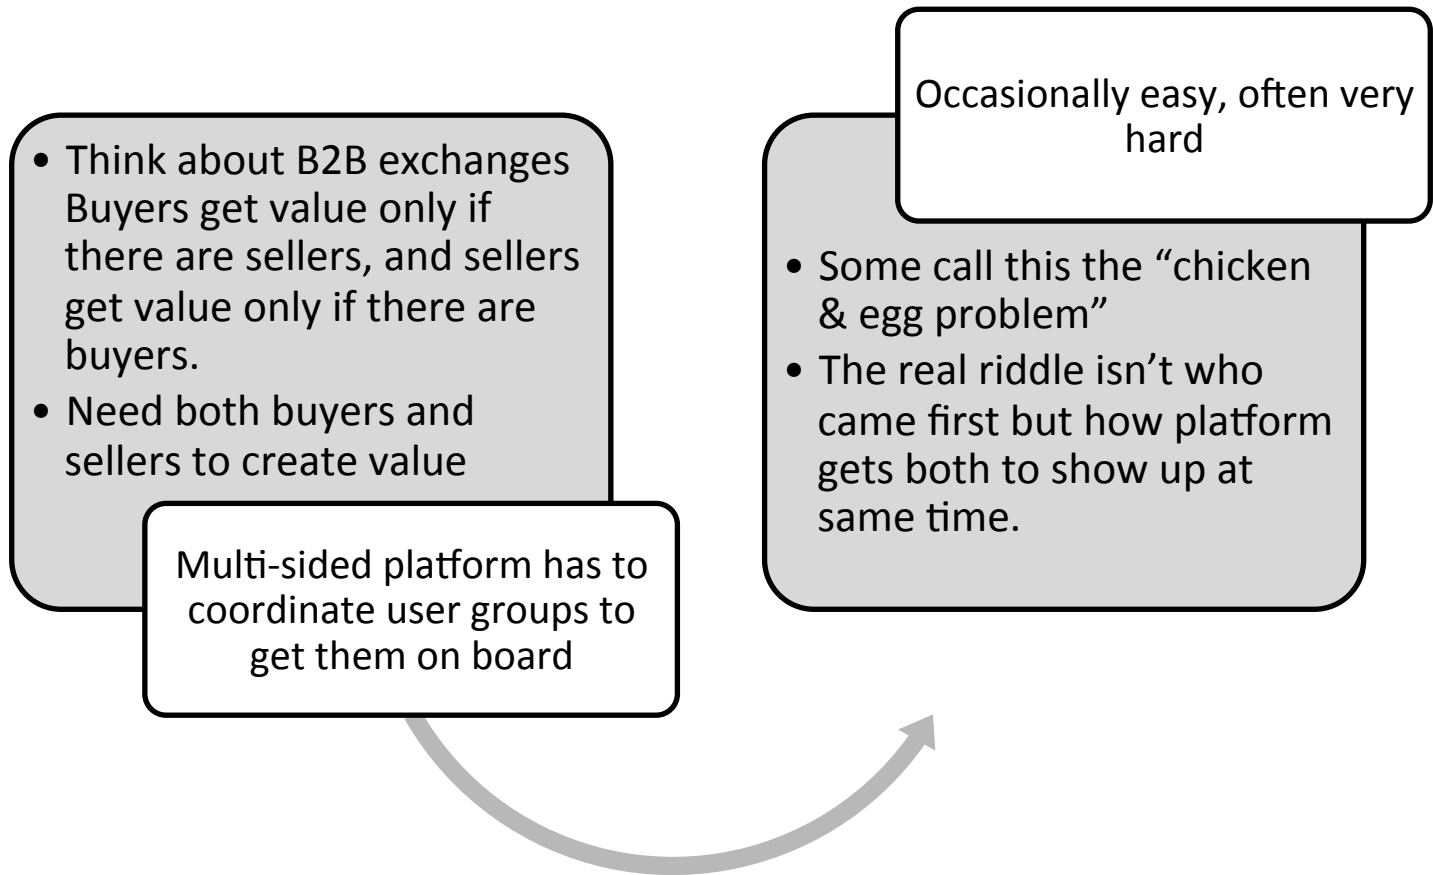 • Think about B2B exchanges
Buyers get value only if
there are sellers, and sellers
get value only if there are
buyers.
• Need both buyers and
sellers to create value
Multi-sided platform has to
coordinate user groups to
get them on board
Occasionally easy, often very
hard
• Some call this the “chicken
& egg problem”
• The real riddle isn’t who
came first but how platform
gets both to show up at
same time.